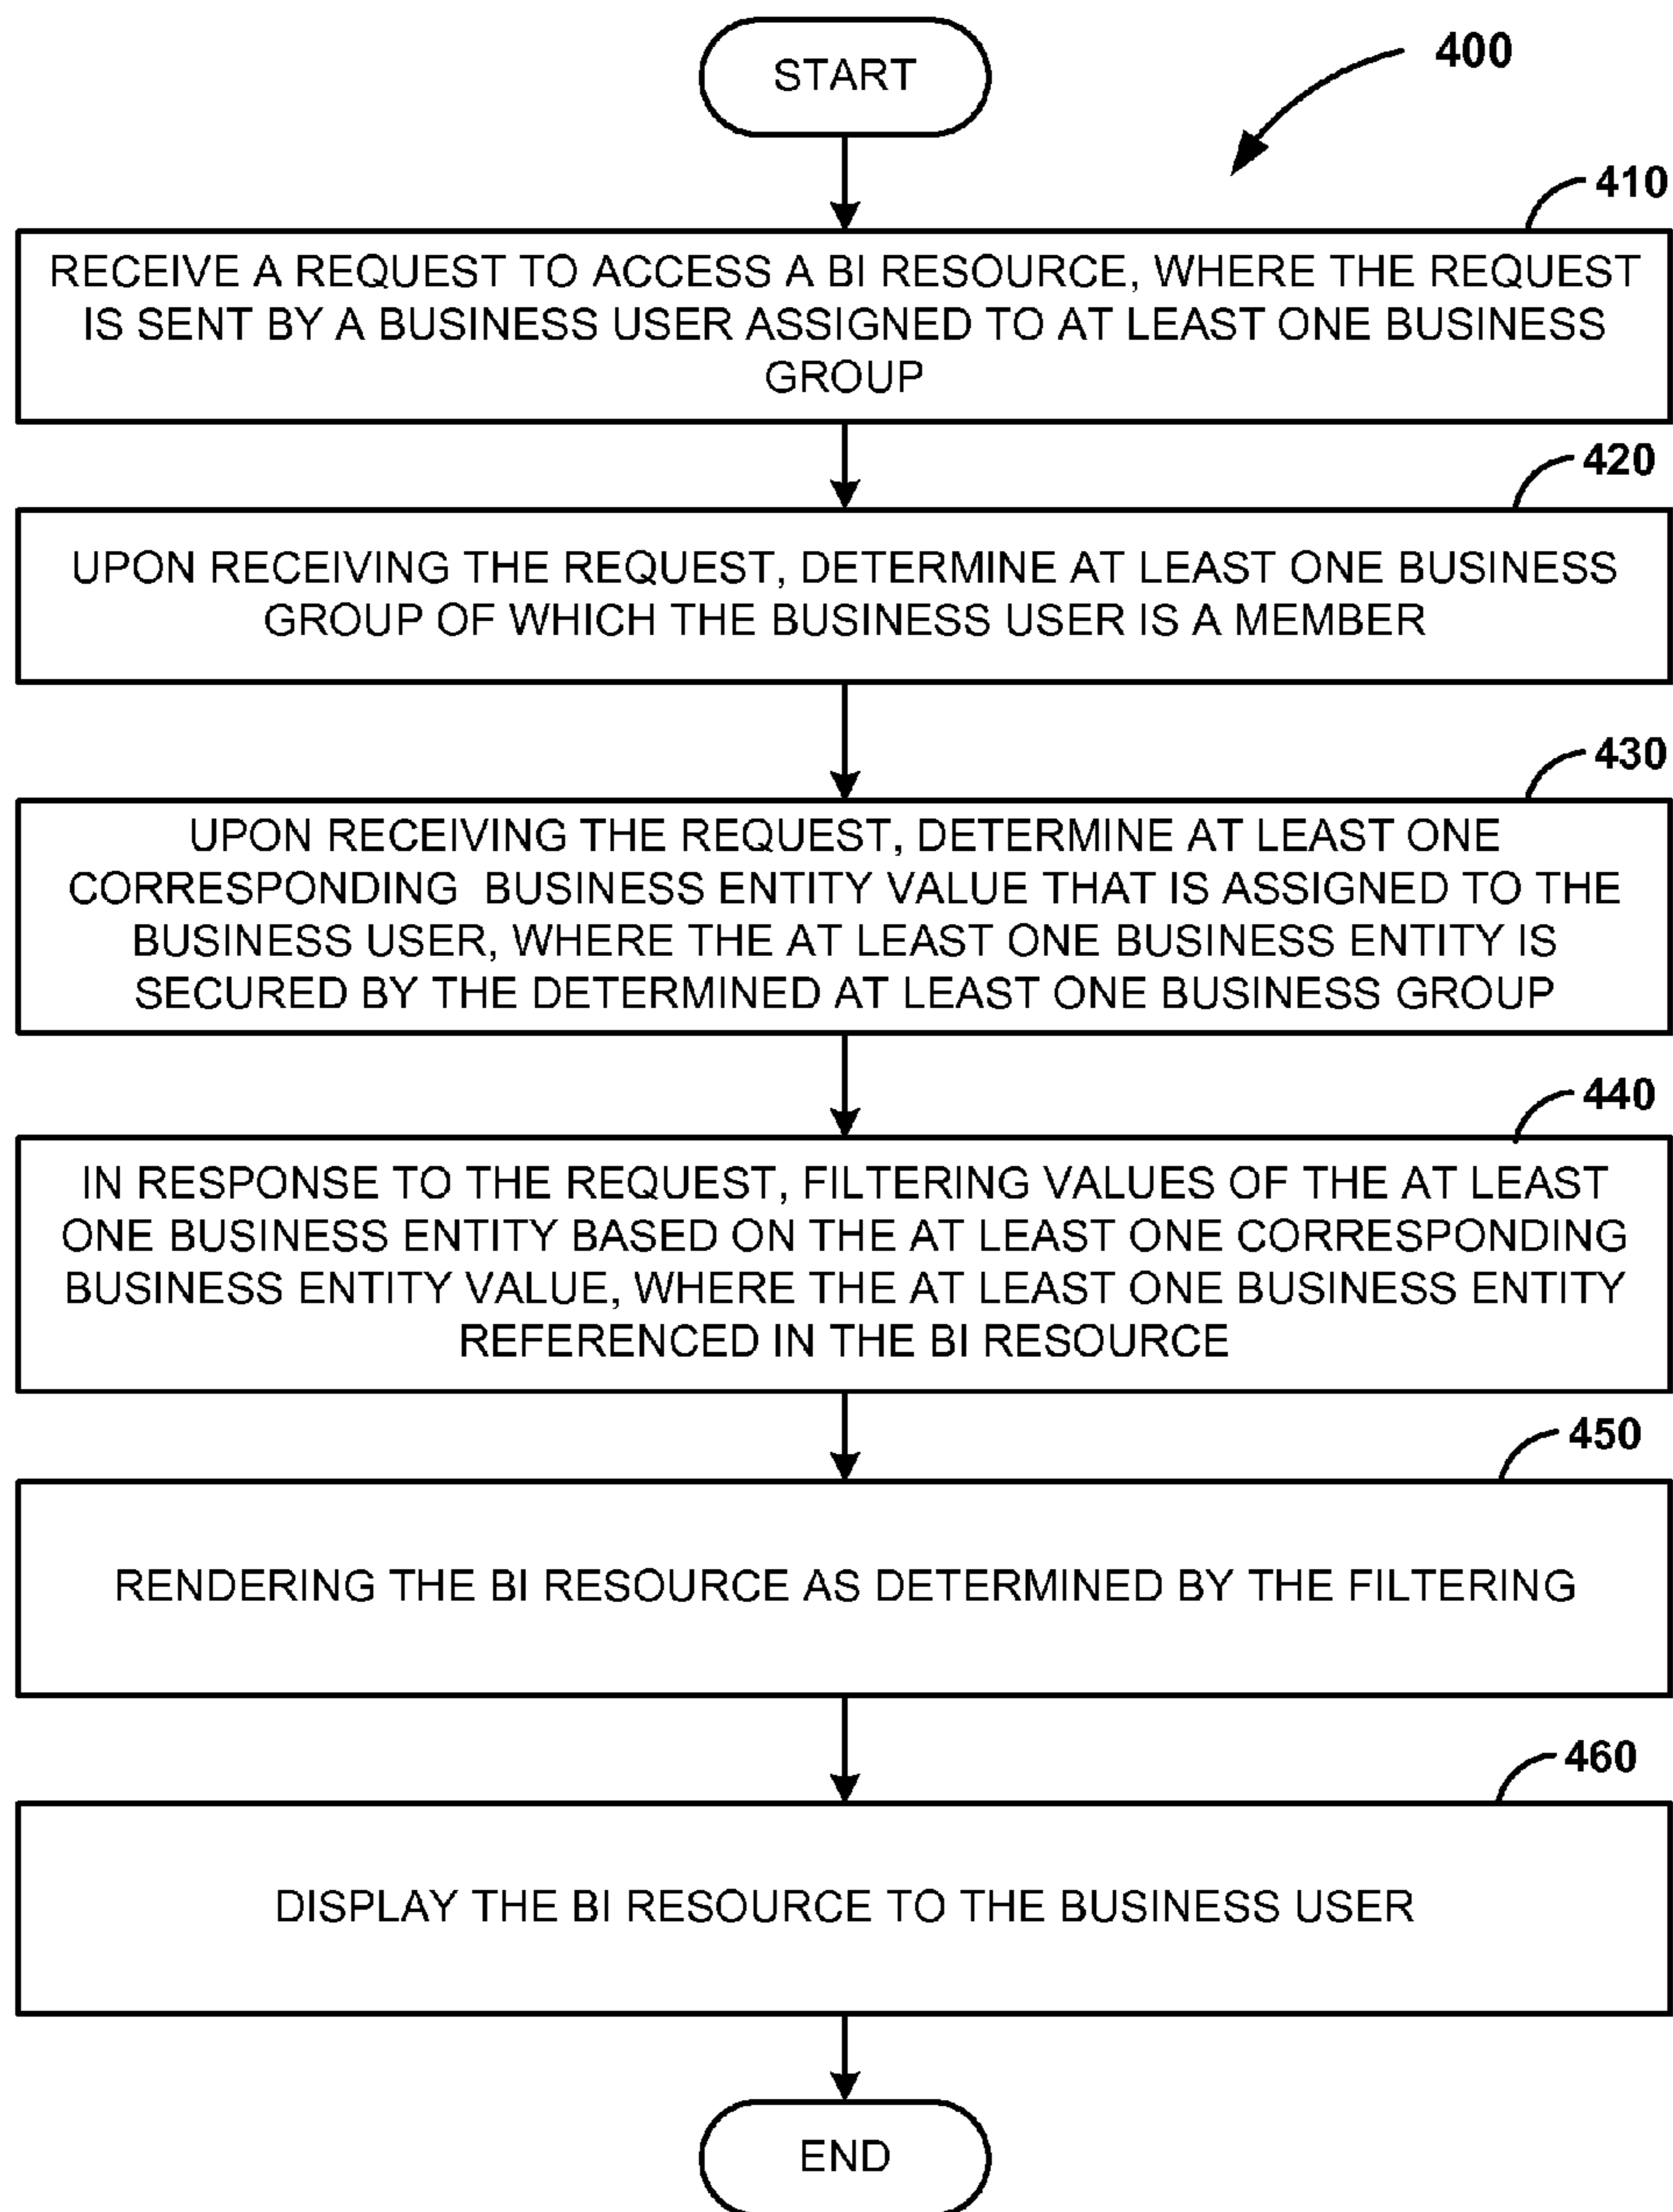 START
400
410
RECEIVE A REQUEST TO ACCESS A BI RESOURCE, WHERE THE REQUEST
IS SENT BY A BUSINESS USER ASSIGNED TO AT LEAST ONE BUSINESS
GROUP
420
UPON RECEIVING THE REQUEST, DETERMINE AT LEAST ONE BUSINESS
GROUP OF WHICH THE BUSINESS USER IS A MEMBER
430
UPON RECEIVING THE REQUEST, DETERMINE AT LEAST ONE
CORRESPONDING BUSINESS ENTITY VALUE THAT IS ASSIGNED TO THE
BUSINESS USER, WHERE THE AT LEAST ONE BUSINESS ENTITY IS
SECURED BY THE DETERMINED AT LEAST ONE BUSINESS GROUP
440
IN RESPONSE TO THE REQUEST, FILTERING VALUES OF THE AT LEAST
ONE BUSINESS ENTITY BASED ON THE AT LEAST ONE CORRESPONDING
BUSINESS ENTITY VALUE, WHERE THE AT LEAST ONE BUSINESS ENTITY
REFERENCED IN THE BI RESOURCE
450
RENDERING THE BI RESOURCE AS DETERMINED BY THE FILTERING
460
DISPLAY THE BI RESOURCE TO THE BUSINESS USER
END